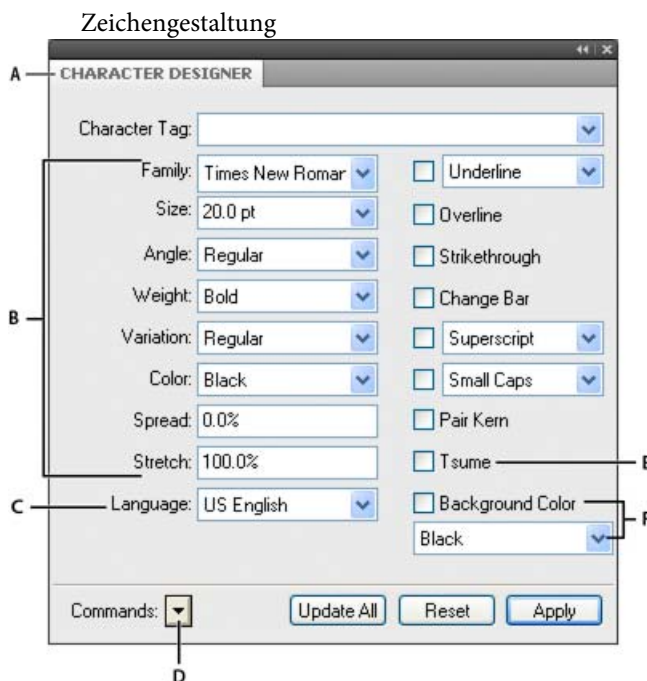 Zeichengestaltung
A
CHARACTER DESIGNER
Character Tag:
B
Family: Times New Romar
Size: 20.0 pt
Angle: Regular
Weight: Bold
Variation: Regular
Color: Black
Spread: 0.0%
Stretch: 100.0%
C
Language: US English
Underline
Overline
Strikethrough
Change Bar
Superscript
Small Caps
Pair Kern
Tsume
Background Color
Black
Commands:
Update All
Reset
Apply
D